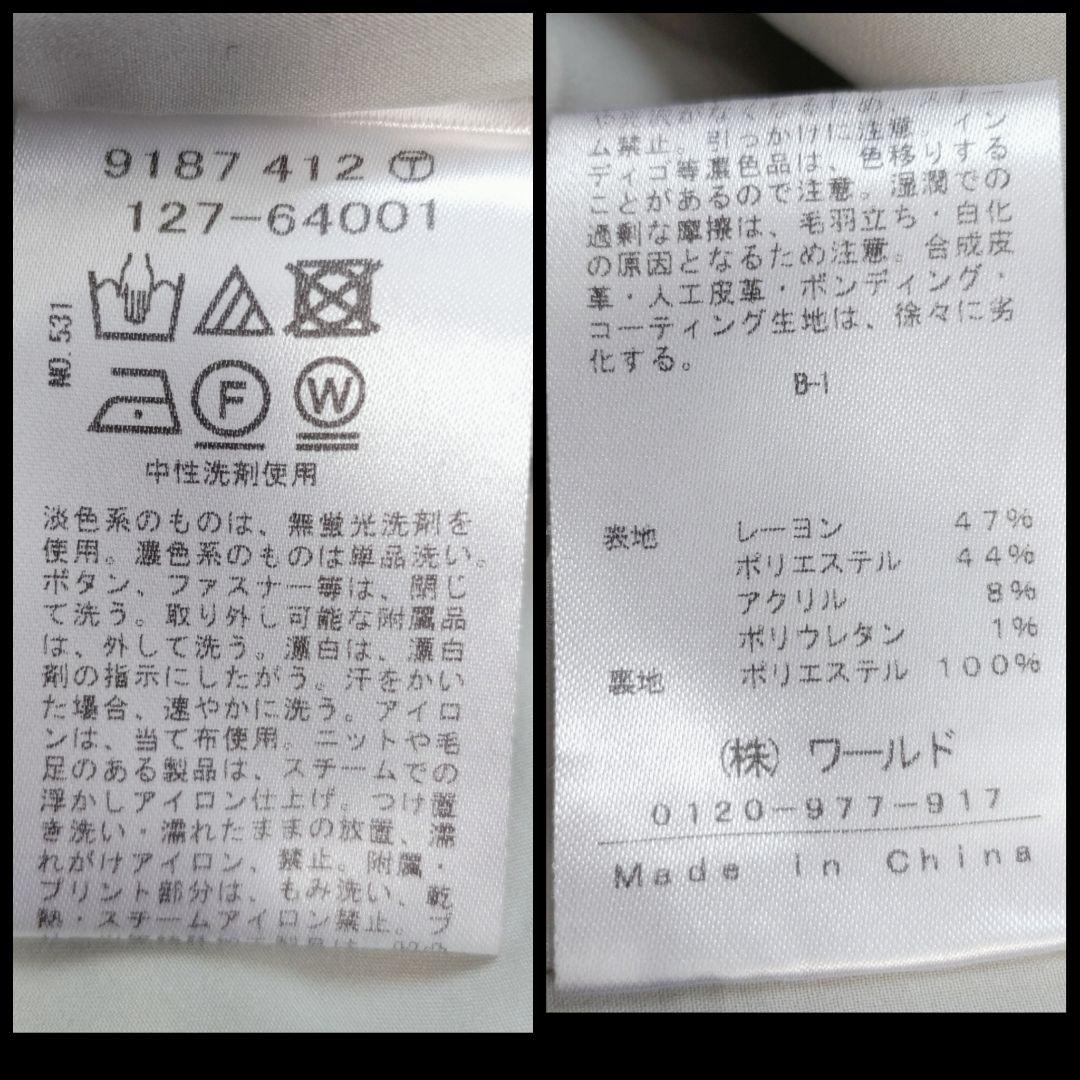 9187 412 Ⓣ
127-64001
NO. 531
F
W
中性洗剤使用
淡色系のものは、無蛍光洗剤を
使用。濃色系のものは単品洗い。
ボタン、ファスナー等は、閉じ
て洗う。取り外し可能な附属品
は、外して洗う。漂白は、漂白
剤の指示にしたがう。汗をかい
た場合、速やかに洗う。アイロ
ンは、当て布使用。ニットや毛
足のある製品は、スチームでの
浮かしアイロン仕上げ。つけ置
き洗い・濡れたままの放置、濡
れがけアイロン、禁止。附属・
プリント部分は、もみ洗い、乾
熱・スチームアイロン禁止。プ
ム禁止。引っかけに注意。イン
ディゴ等濃色品は、色移りする
ことがあるので注意。湿潤での
過剰な摩擦は、毛羽立ち・白化
の原因となるため注意。合成皮
革・人工皮革・ボンディング・
コーティング生地は、徐々に劣
化する。
B-1
表地 レーヨン 47%
ポリエステル 44%
アクリル 8%
ポリウレタン 1%
裏地 ポリエステル 100%
(株) ワールド
0120-977-917
Made in China